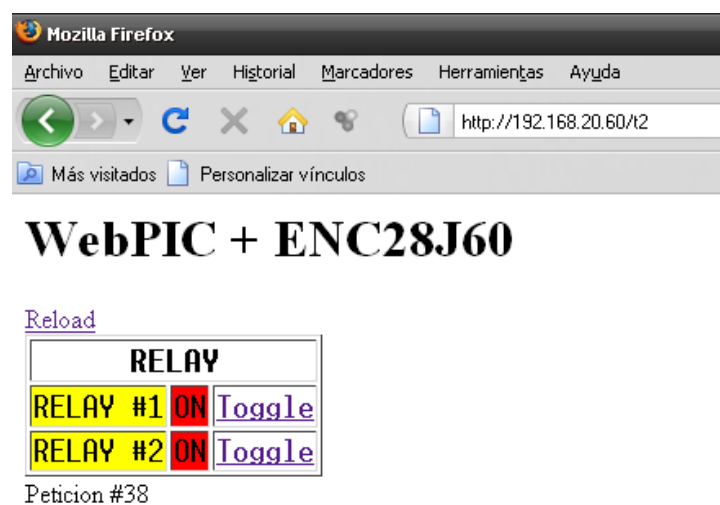 Mozilla Firefox
Archivo Editar Ver Historial Marcadores Herramientas Ayuda
http://192.168.20.60/t2
Más visitados Personalizar vínculos
WebPIC + ENC28J60
Reload
RELAY
RELAY #1 ON Toggle
RELAY #2 ON Toggle
Peticion #38